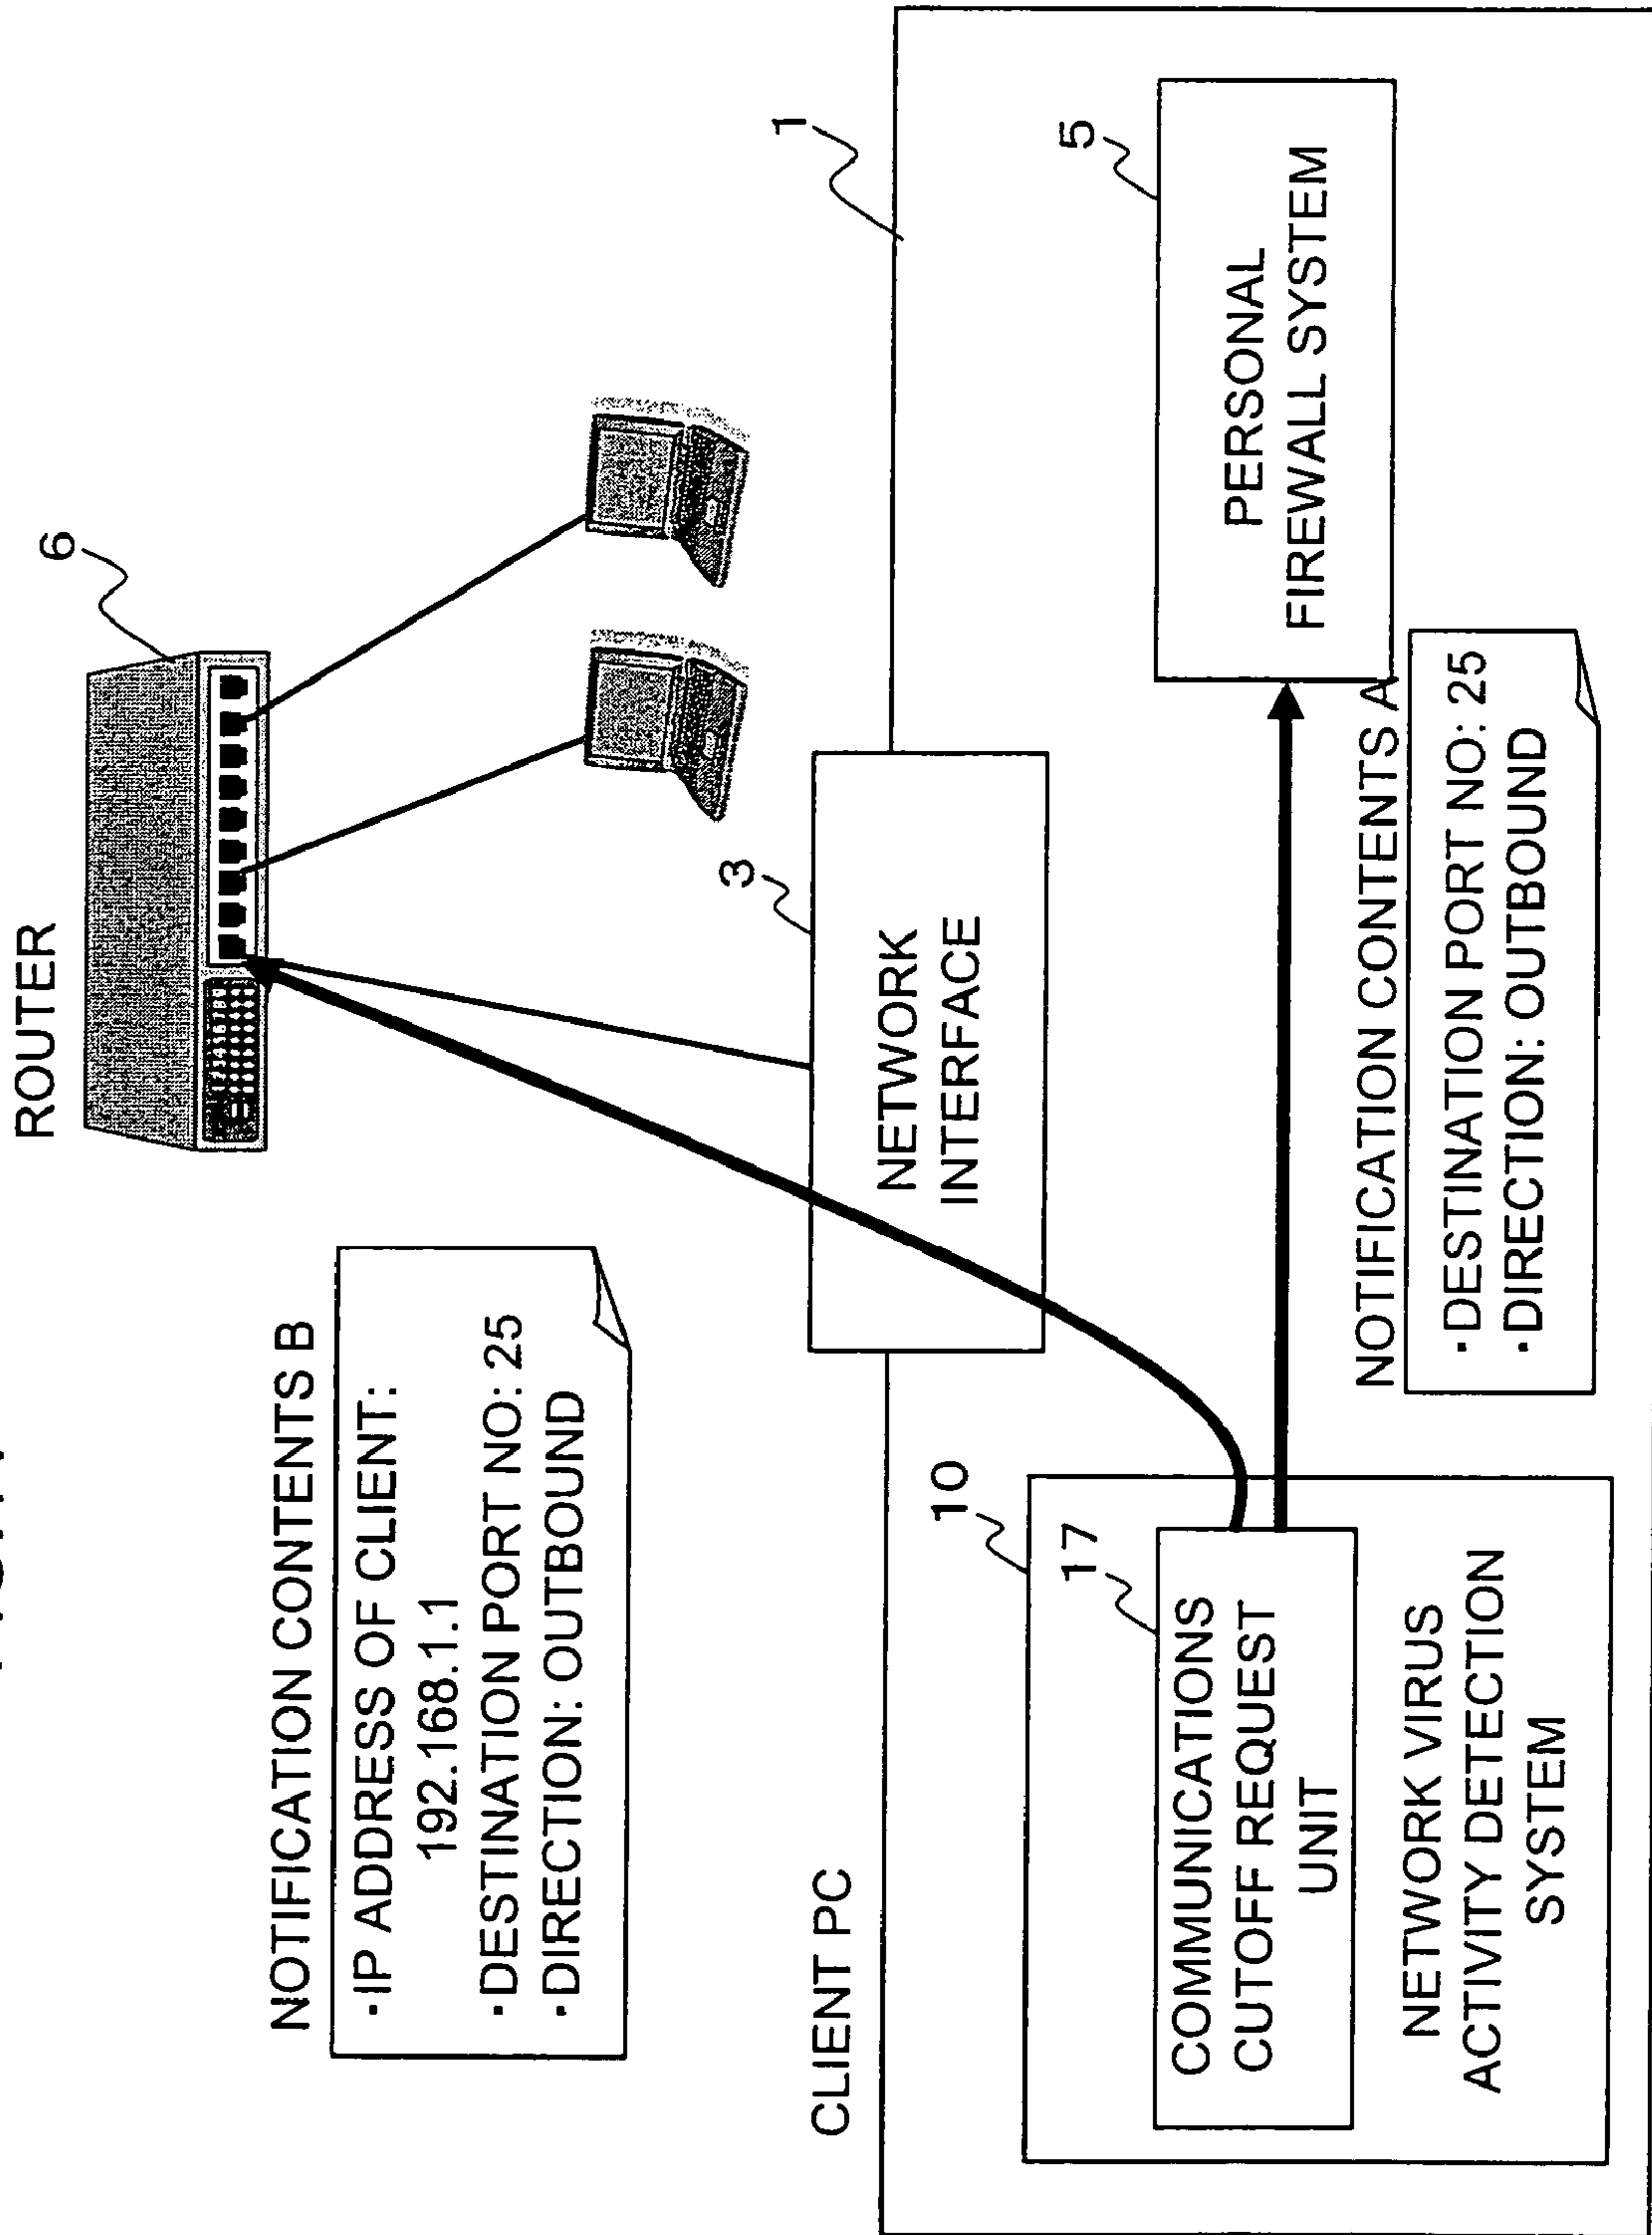 ROUTER
6
NOTIFICATION CONTENTS B
·IP ADDRESS OF CLIENT:
192.168.1.1
·DESTINATION PORT NO: 25
·DIRECTION: OUTBOUND
CLIENT PC
1
3
NETWORK
INTERFACE
10
17
COMMUNICATIONS
CUTOFF REQUEST
UNIT
NETWORK VIRUS
ACTIVITY DETECTION
SYSTEM
5
PERSONAL
FIREWALL SYSTEM
NOTIFICATION CONTENTS A
·DESTINATION PORT NO: 25
·DIRECTION: OUTBOUND